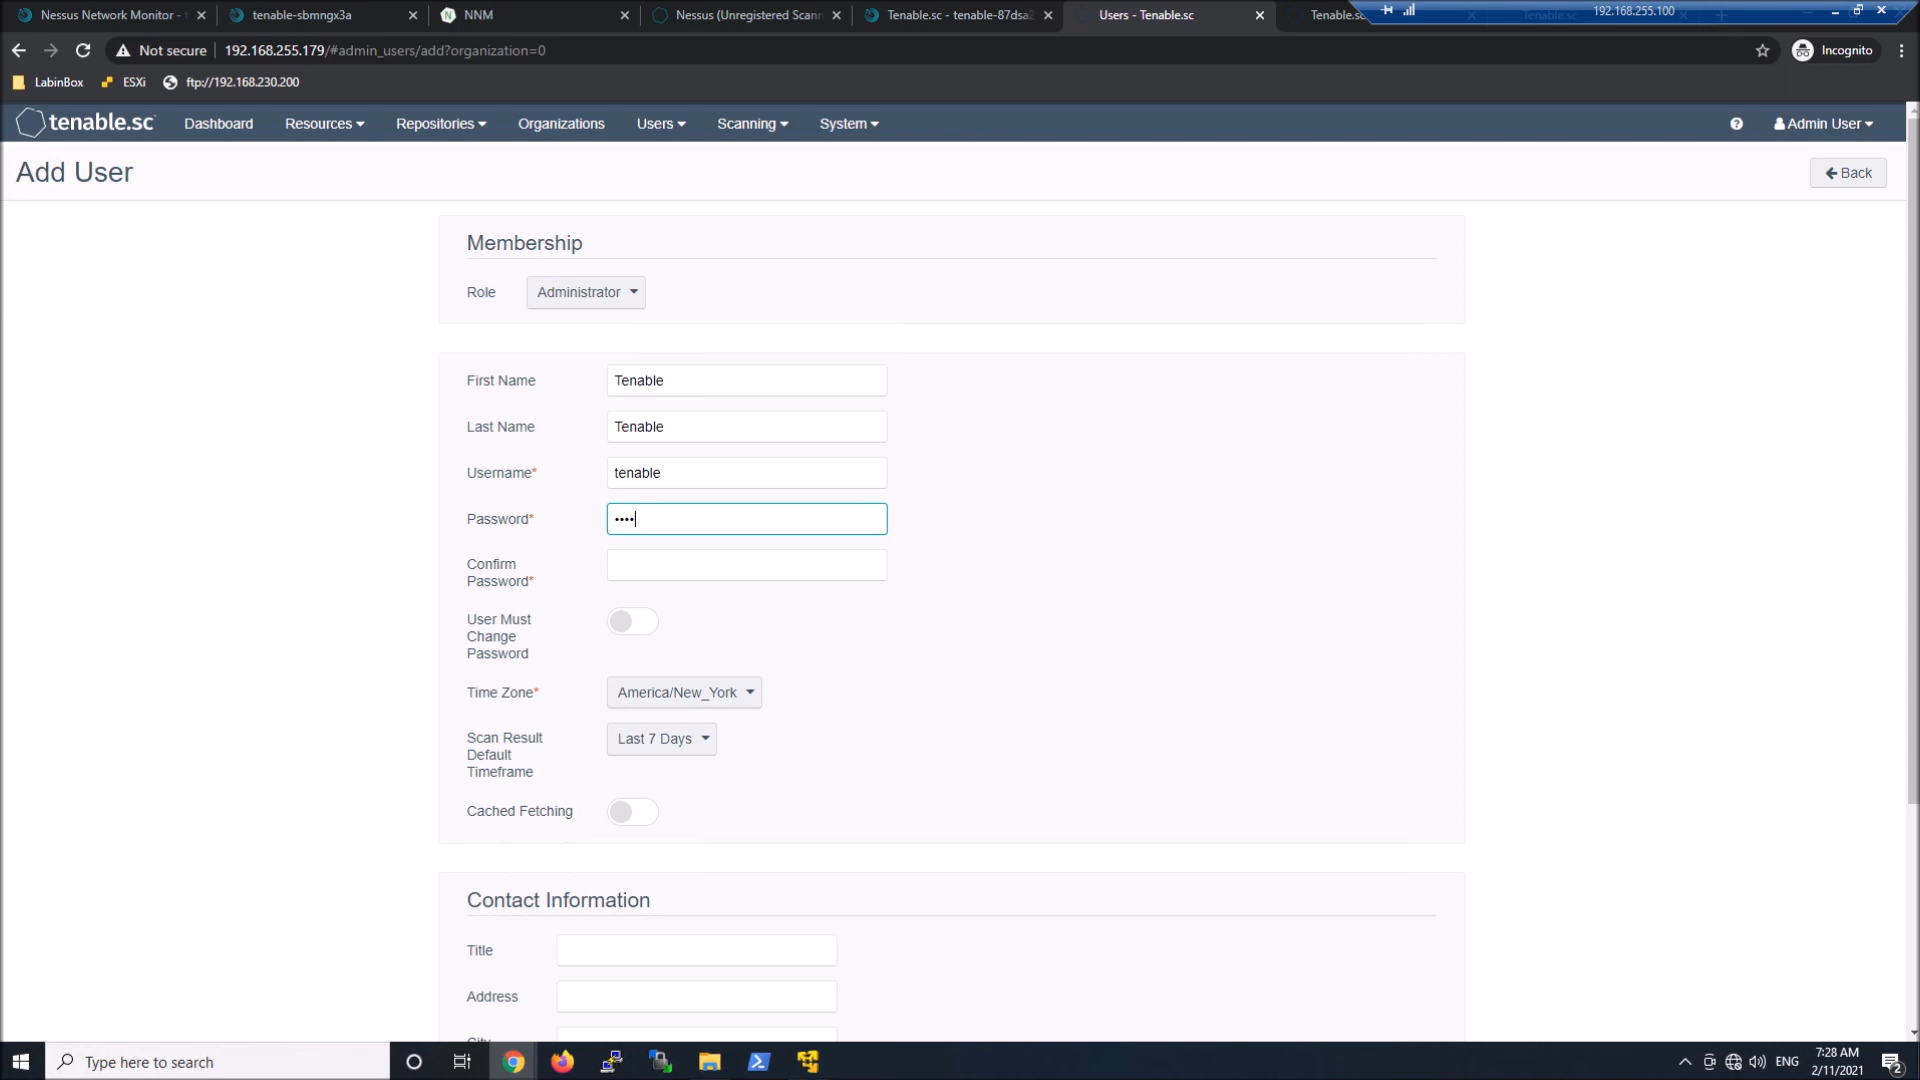 Nessus Network Monitor -
tenable-sbmngx3a
NNM
Nessus (Unregistered Scann
Tenable.sc - tenable-87dsa2
Users - Tenable.sc
Tenable.sc
192.168.255.100
Not secure
192.168.255.179/#admin_users/add?organization=0
Incognito
LabinBox
ESXi
ftp://192.168.230.200
tenable.sc
Dashboard
Resources
Repositories
Organizations
Users
Scanning
System
Admin User
Add User
Back
Membership
Role
Administrator
First Name
Tenable
Last Name
Tenable
Username*
tenable
Password*
••••
Confirm
Password*
User Must
Change
Password
Time Zone*
America/New_York
Scan Result
Default
Timeframe
Last 7 Days
Cached Fetching
Contact Information
Title
Address
City
Type here to search
ENG
7:28 AM
2/11/2021
2